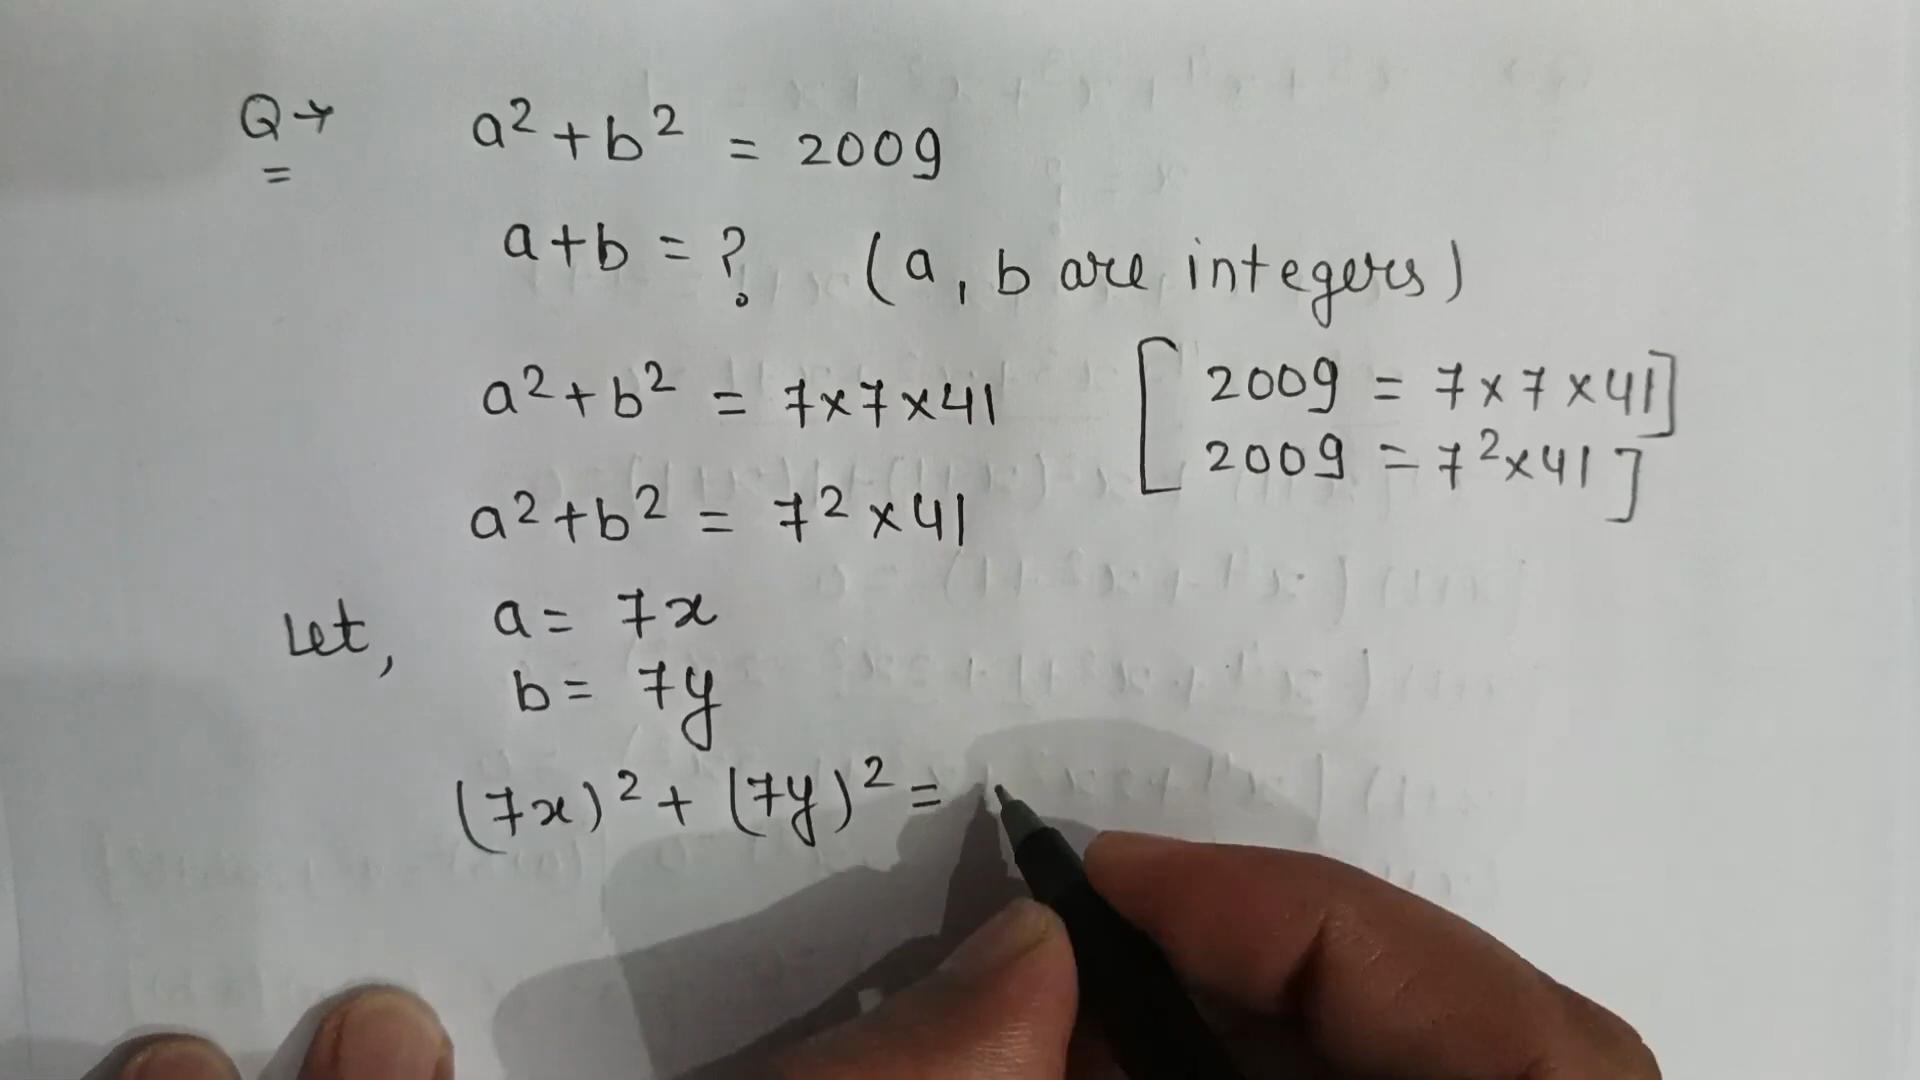 Q→ a²+b² = 2009
=
a+b = ? (a, b are integers)
a²+b² = 7×7×41 [2009 = 7×7×41]
a²+b² = 7²×41 2009 = 7²×41]
Let, a = 7x
b = 7y
(7x)²+(7y)² =